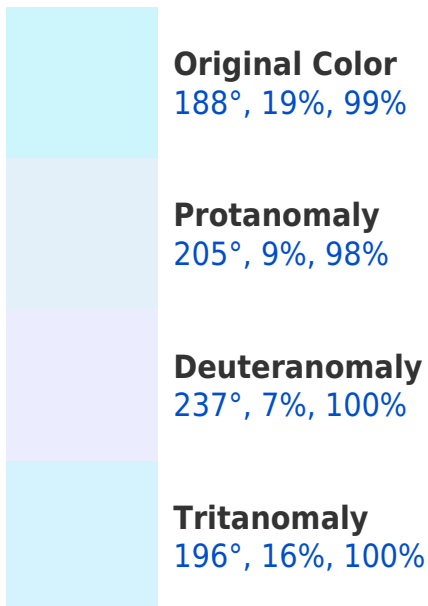 Original Color
188°, 19%, 99%
Protanomaly
205°, 9%, 98%
Deuteranomaly
237°, 7%, 100%
Tritanomaly
196°, 16%, 100%